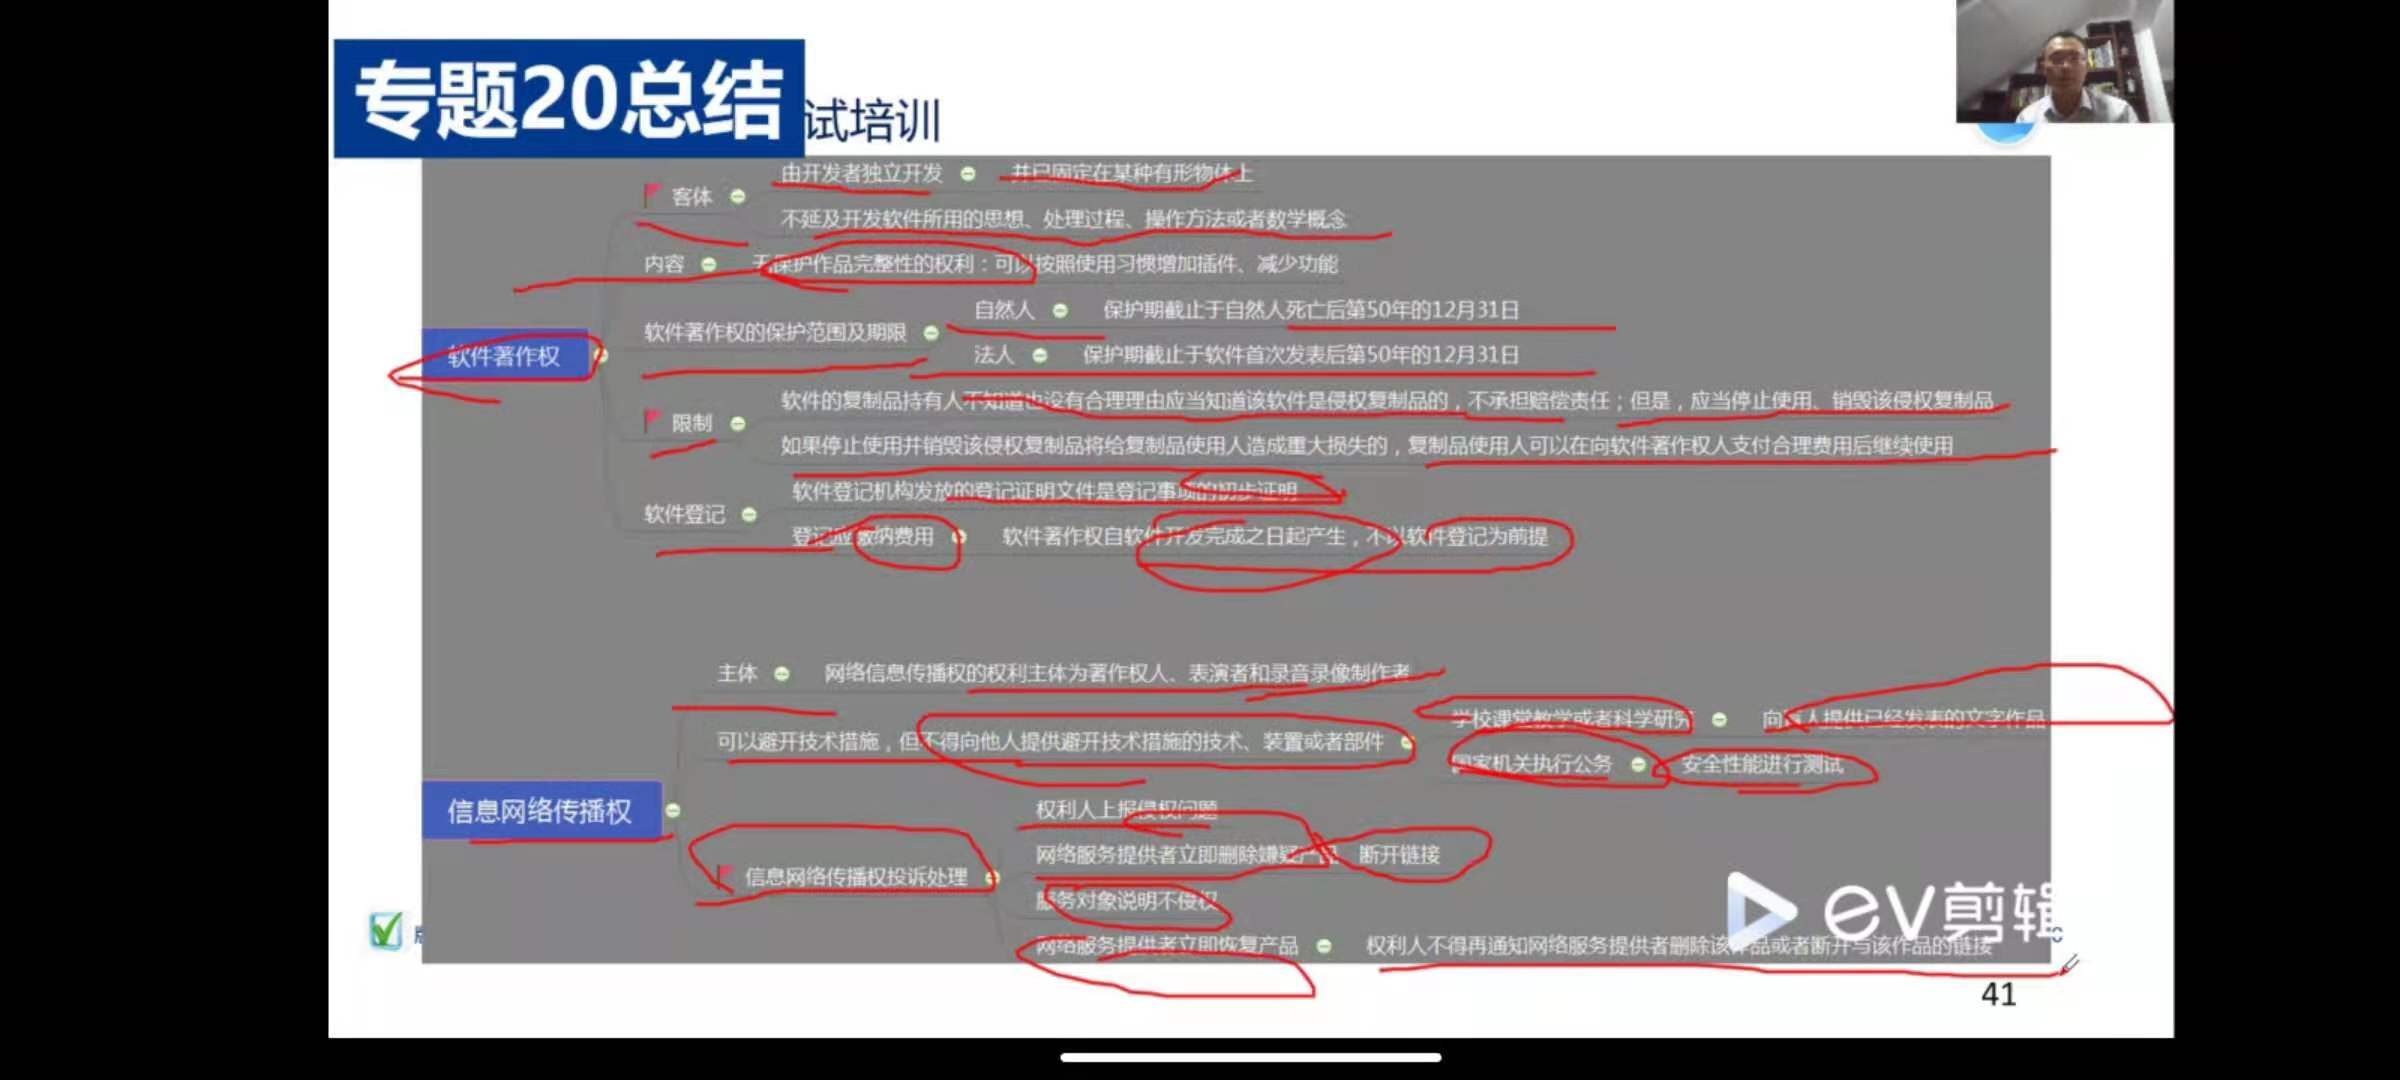 专题20总结
试培训
由开发者独立开发 并已固定在某种有形物体上
客体
不延及开发软件所用的思想、处理过程、操作方法或者数学概念
内容 无保护作品完整性的权利：可以按照使用习惯增加插件、减少功能
自然人 保护期截止于自然人死亡后第50年的12月31日
软件著作权的保护范围及期限
软件著作权
法人 保护期截止于软件首次发表后第50年的12月31日
软件的复制品持有人不知道也没有合理理由应当知道该软件是侵权复制品的，不承担赔偿责任；但是，应当停止使用、销毁该侵权复制品
限制
如果停止使用并销毁该侵权复制品将给复制品使用人造成重大损失的，复制品使用人可以在向软件著作权人支付合理费用后继续使用
软件登记机构发放的登记证明文件是登记事项的初步证明
软件登记
登记应缴纳费用 软件著作权自软件开发完成之日起产生，不以软件登记为前提
主体 网络信息传播权的权利主体为著作权人、表演者和录音录像制作者
学校课堂教学或者科学研究 向盲人提供已经发表的文字作品
可以避开技术措施，但不得向他人提供避开技术措施的技术、装置或者部件
国家机关执行公务 安全性能进行测试
信息网络传播权
权利人上报侵权问题
网络服务提供者立即删除嫌疑产品 断开链接
信息网络传播权投诉处理
服务对象说明不侵权
网络服务提供者立即恢复产品 权利人不得再通知网络服务提供者删除该作品或者断开与该作品的链接
ev剪辑
41